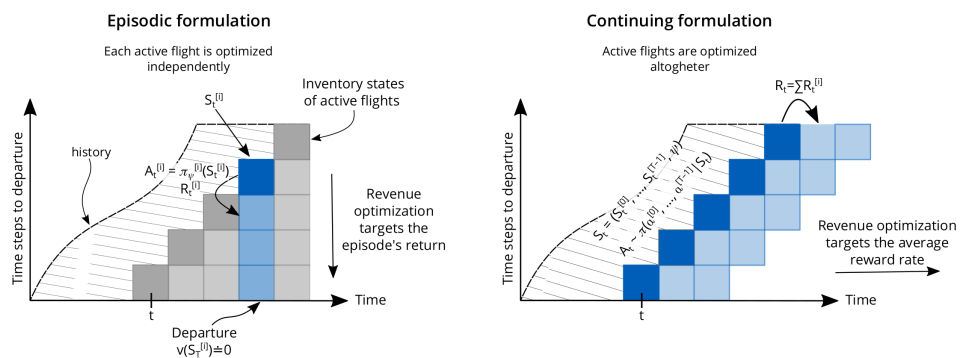 Episodic formulation
Each active flight is optimized
independently
Inventory states
of active flights
S_t^[i]
history
A_t^[i] = π_ψ^[i](S_t^[i])
R_t^[i]
Revenue
optimization
targets the
episode's return
Time steps to departure
Time
t
Departure
v(S_T^[i])≐0
Continuing formulation
Active flights are optimized
altogheter
R_t=∑R_t^[i]
S_t = (S_t^[0], ..., S_t^[T-1], ψ)
A_t ~ π(a^[0], ..., a^[T-1]|S_t)
Revenue optimization
targets the average
reward rate
Time steps to departure
Time
t